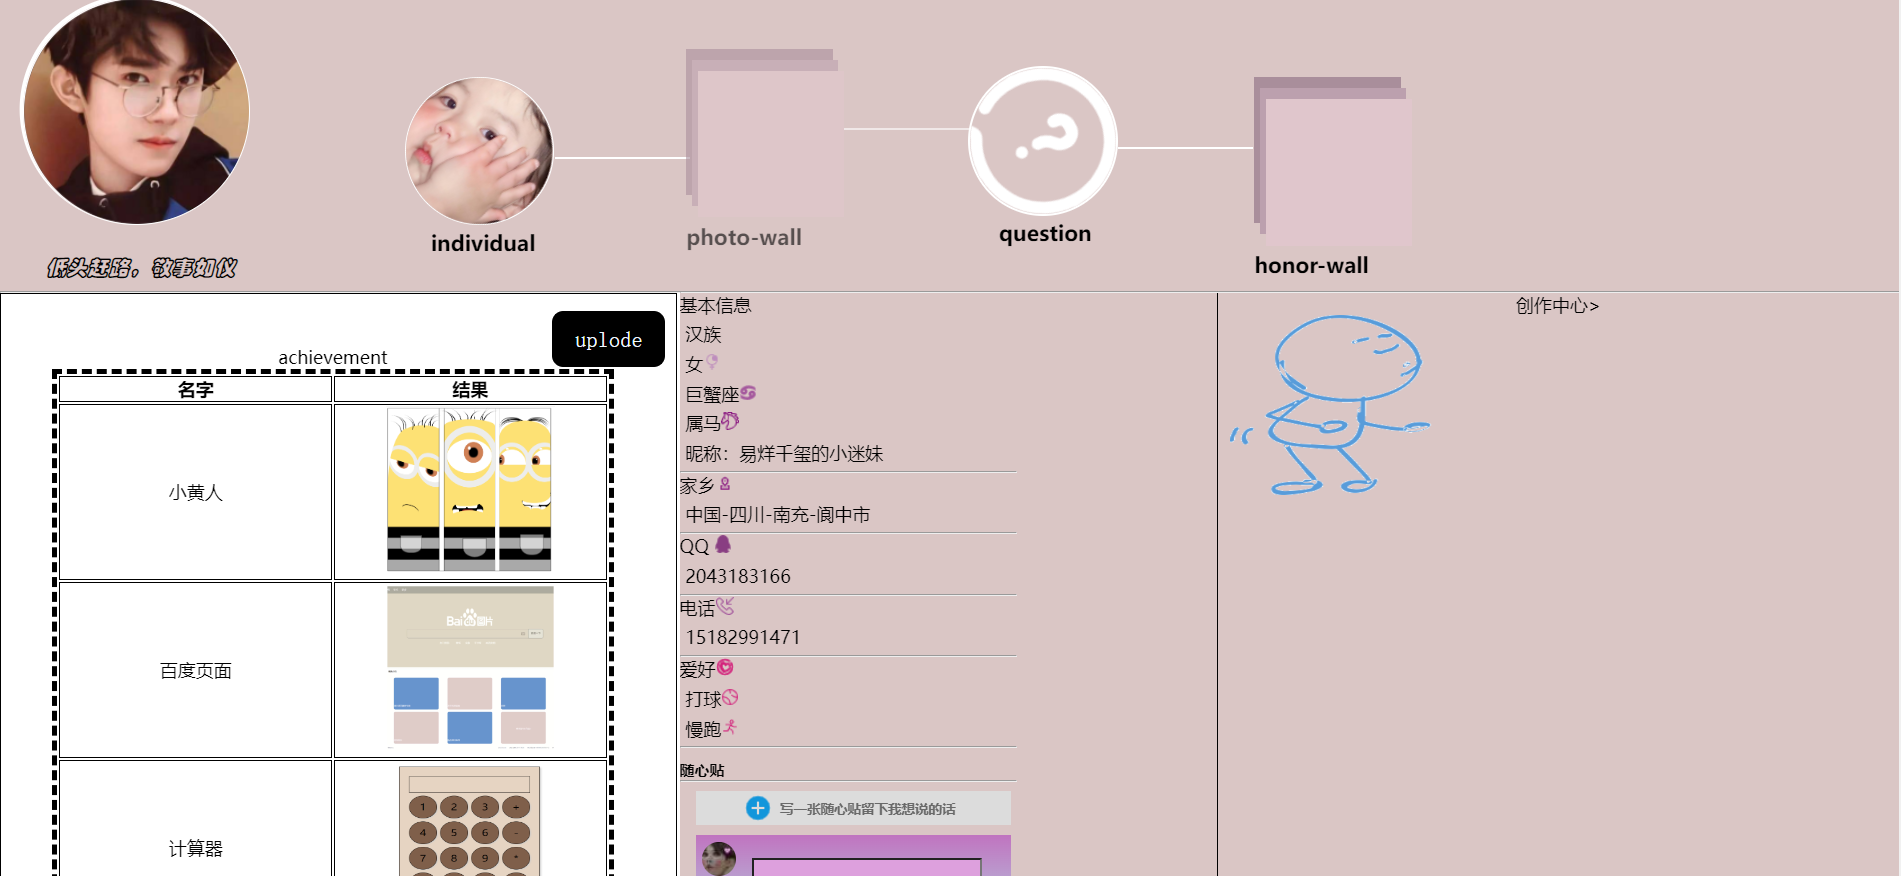 individual
photo-wall
question
honor-wall
低头赶路，敬事如仪
uplode
achievement
名字 结果
小黄人
Bai 图片
百度页面
1 2 3 +
4 5 6 -
7 8 9 *
计算器
基本信息
汉族
女
巨蟹座
属马
昵称：易烊千玺的小迷妹
家乡
中国-四川-南充-阆中市
QQ
2043183166
电话
15182991471
爱好
打球
慢跑
随心贴
写一张随心贴留下我想说的话
创作中心>